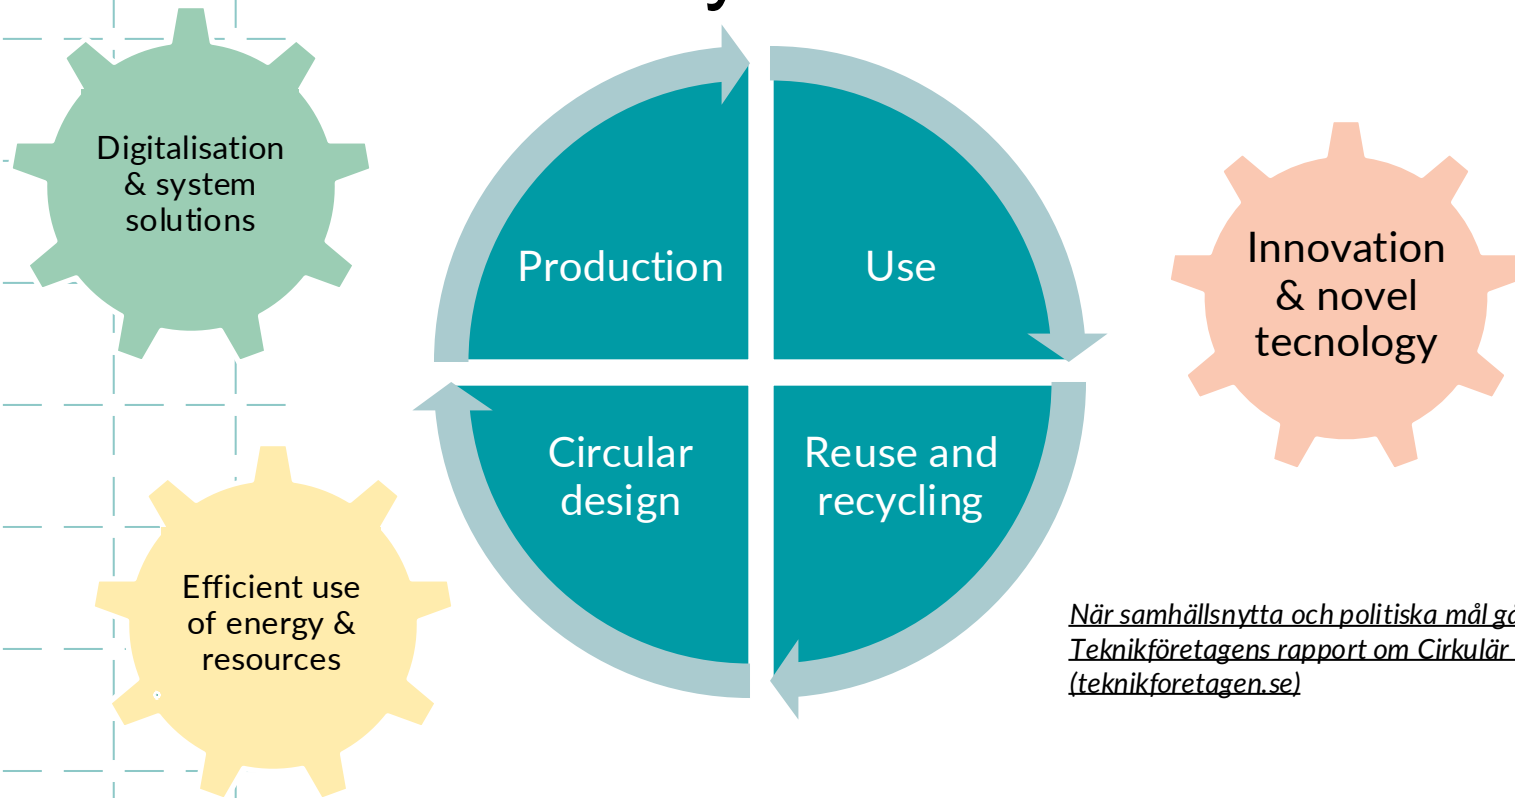 Digitalisation
& system
solutions
Production
Use
Innovation
& novel
tecnology
Circular
design
Reuse and
recycling
Efficient use
of energy &
resources
När samhällsnytta och politiska mål
Teknikföretagens rapport om Cirkulär
(teknikforetagen.se)